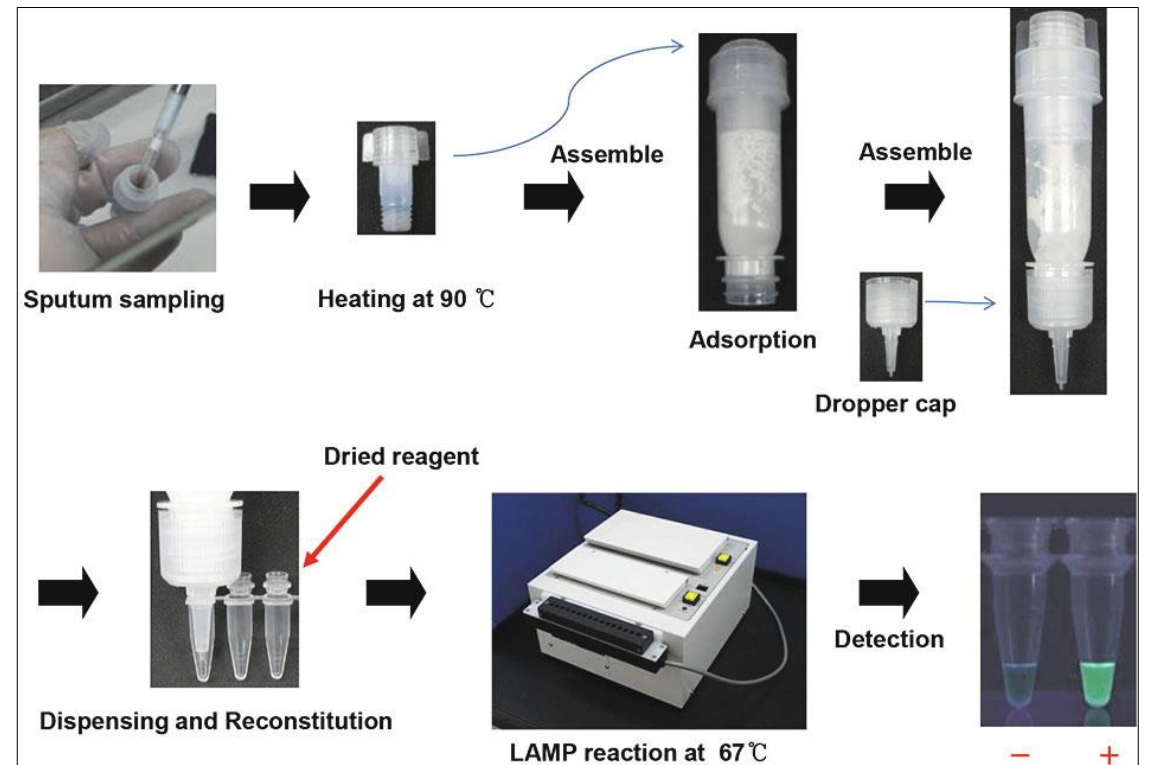 Sputum sampling
Heating at 90 ℃
Assemble
Adsorption
Assemble
Dropper cap
Dried reagent
Dispensing and Reconstitution
LAMP reaction at 67℃
Detection
− +